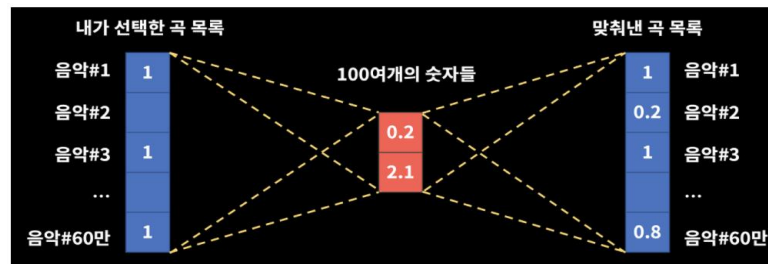 내가 선택한 곡 목록
맞춰낸 곡 목록
100여개의 숫자들
음악#1 1
음악#2
음악#3 1
...
음악#60만 1
0.2
2.1
1 음악#1
0.2 음악#2
1 음악#3
...
0.8 음악#60만